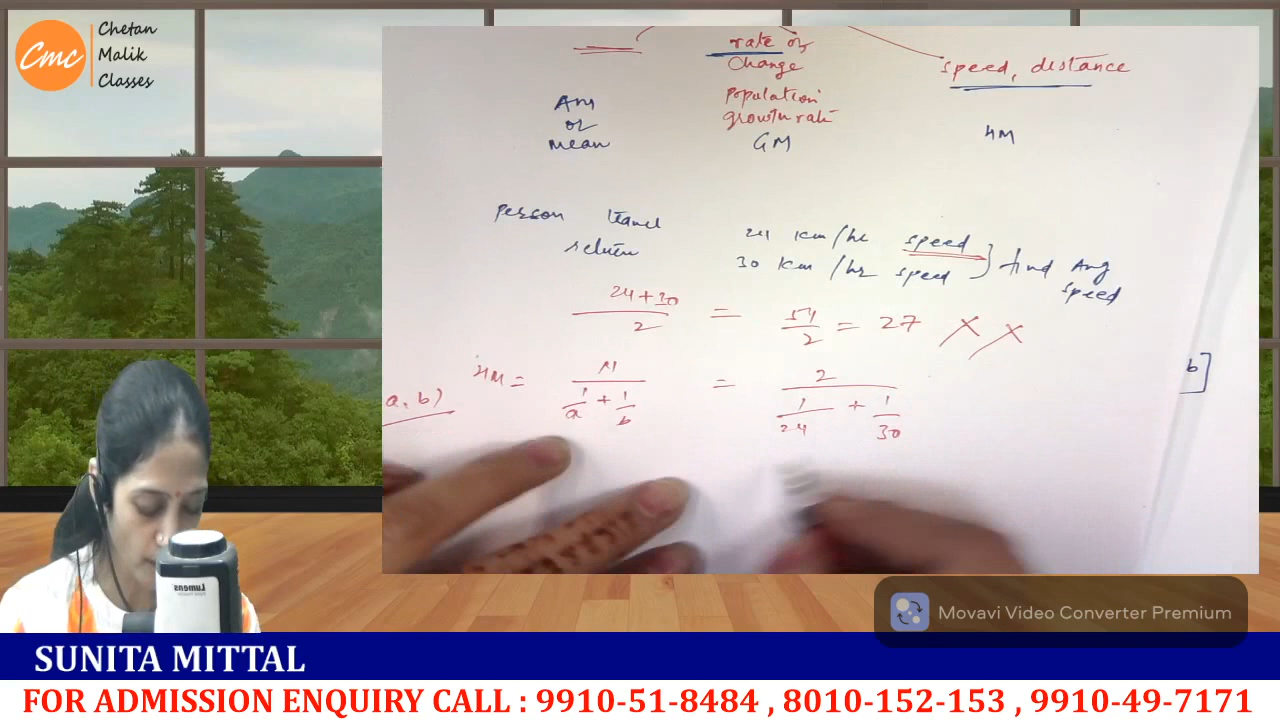 Cmc
Chetan
Malik
Classes
rate of
Change
speed, distance
population
growth rate
Mean
GM
HM
person travel
return
24 km/hr speed
30 km/hr speed
find Avg
speed
24+30
2
=
54
2
= 27 X X
HM =
N
1/a + 1/b
=
2
1/24 + 1/30
a, b)
b]
Lumens
Movavi Video Converter Premium
SUNITA MITTAL
FOR ADMISSION ENQUIRY CALL : 9910-51-8484 , 8010-152-153 , 9910-49-7171